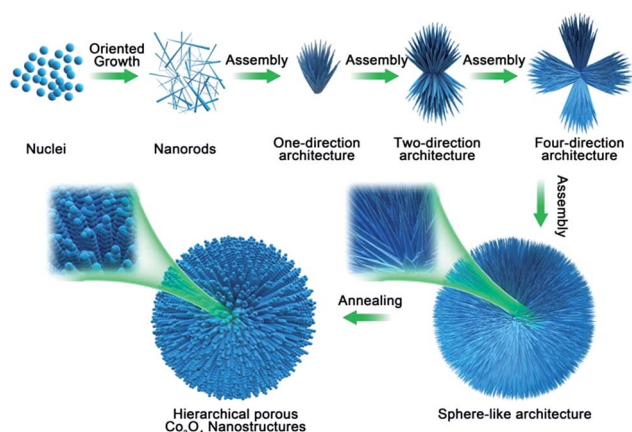 Oriented
Growth
Assembly
Assembly
Assembly
Nuclei
Nanorods
One-direction
architecture
Two-direction
architecture
Four-direction
architecture
Assembly
Annealing
Hierarchical porous
Co₃O₄ Nanostructures
Sphere-like architecture